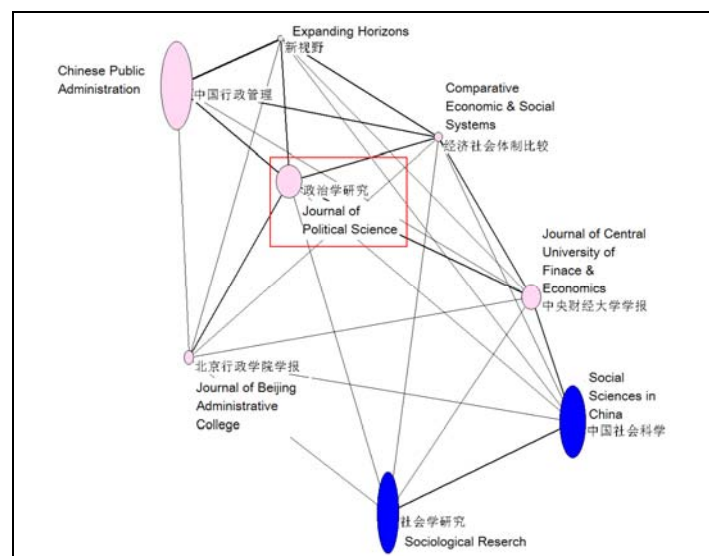 Expanding Horizons
新视野
Chinese Public
Administration
中国行政管理
Comparative
Economic & Social
Systems
经济社会体制比较
政治学研究
Journal of
Political Science
Journal of Central
University of
Finace &
Economics
中央财经大学学报
北京行政学院学报
Journal of Beijing
Administrative
College
Social
Sciences in
China
中国社会科学
社会学研究
Sociological Reserch